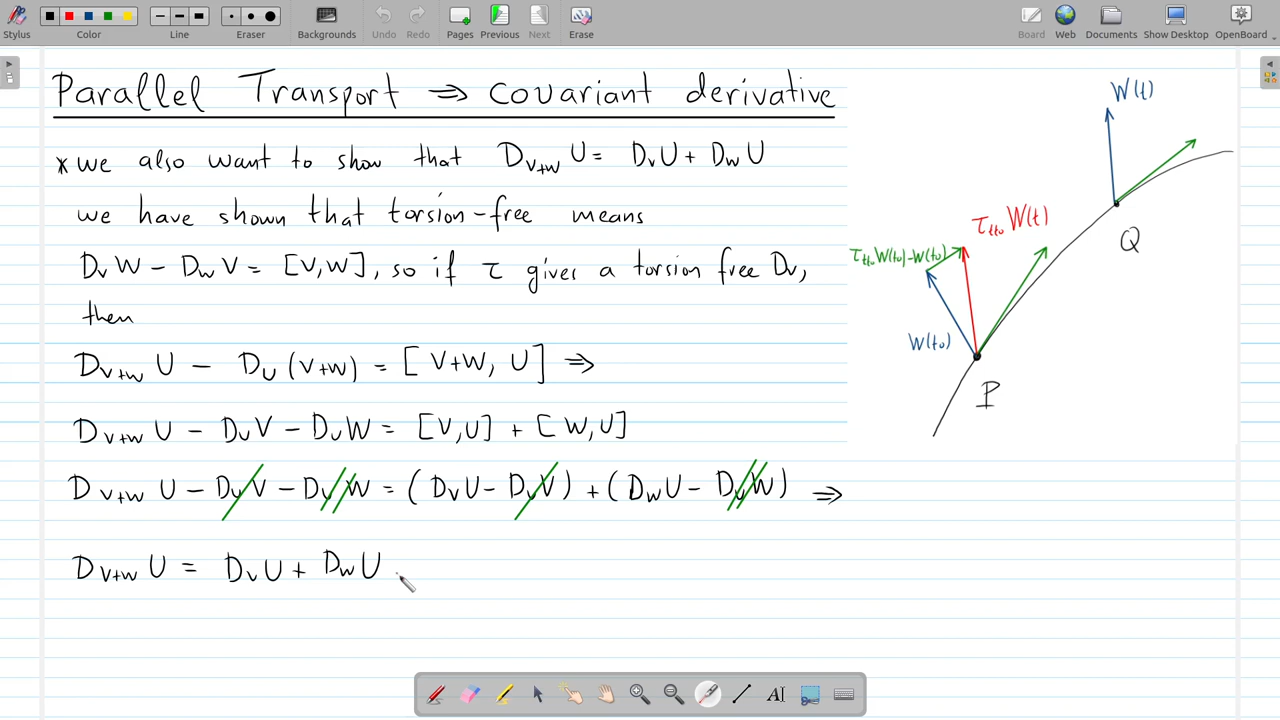 Stylus Color Line Eraser Backgrounds Undo Redo Pages Previous Next Erase Board Web Documents Show Desktop OpenBoard
Parallel Transport ⇒ covariant derivative
* we also want to show that D_{V+W} U = D_V U + D_W U
we have shown that torsion-free means
D_V W − D_W V = [V,W], so if τ gives a torsion free D_V,
then
D_{V+W} U − D_U (V+W) = [V+W, U] ⇒
D_{V+W} U − D_U V − D_U W = [V,U] + [W,U]
D_{V+W} U − D_U V − D_U W = (D_V U − D_U V) + (D_W U − D_U W) ⇒
D_{V+W} U = D_V U + D_W U
W(t)
τ_{tt₀} W(t)
τ_{tt₀} W(t₀) − W(t₀)
Q
W(t₀)
P
AI